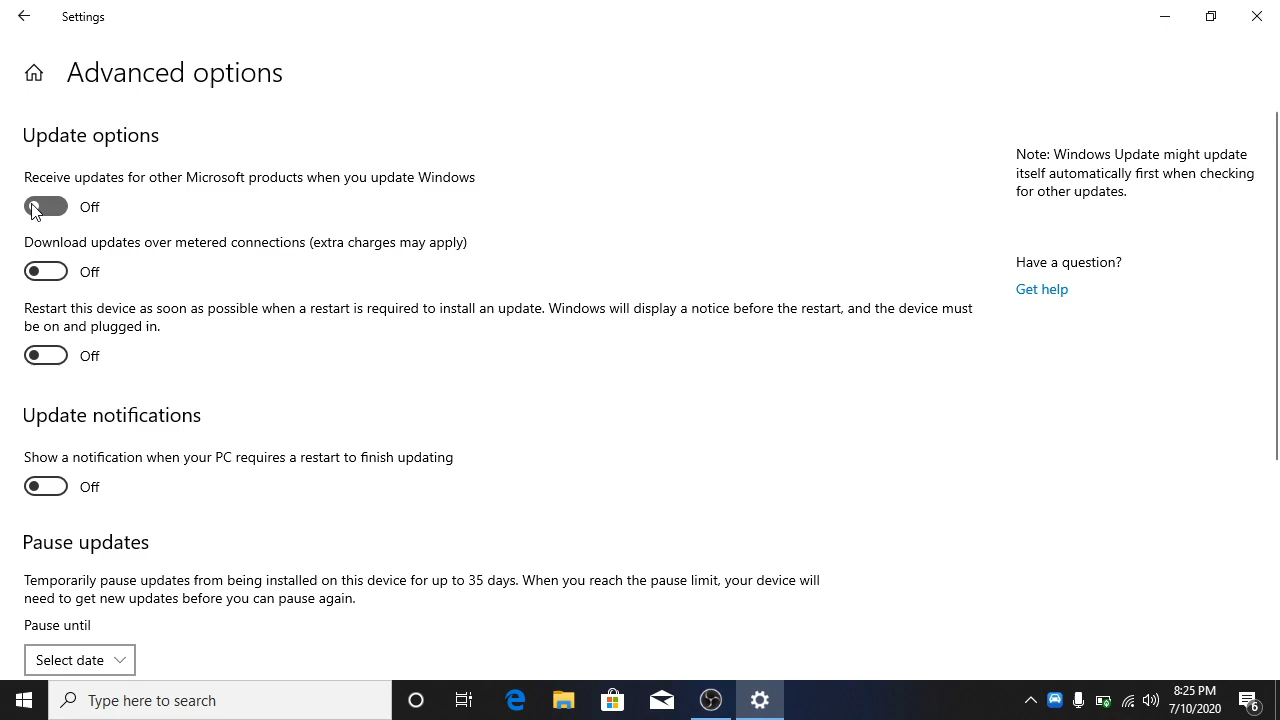 Settings
Advanced options
Update options
Receive updates for other Microsoft products when you update Windows
Off
Download updates over metered connections (extra charges may apply)
Off
Restart this device as soon as possible when a restart is required to install an update. Windows will display a notice before the restart, and the device must
be on and plugged in.
Off
Update notifications
Show a notification when your PC requires a restart to finish updating
Off
Pause updates
Temporarily pause updates from being installed on this device for up to 35 days. When you reach the pause limit, your device will
need to get new updates before you can pause again.
Pause until
Select date
Note: Windows Update might update
itself automatically first when checking
for other updates.
Have a question?
Get help
Type here to search
8:25 PM
7/10/2020
6